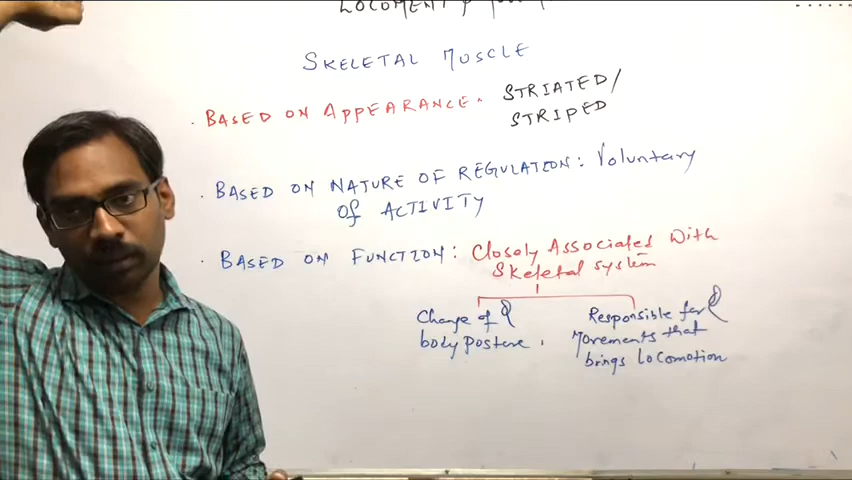 SKELETAL MUSCLE
. BASED ON APPEARANCE. STRIATED/
STRIPED
. BASED ON NATURE OF REGULATION: Voluntary
of ACTIVITY
. BASED ON FUNCTION: Closely Associated With
Skeletal system
Change of
body posture.
Responsible for
Movements that
brings Locomotion